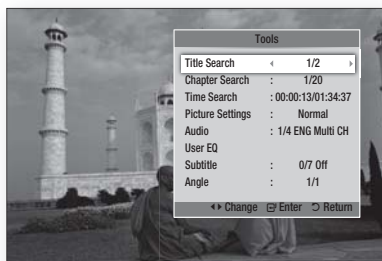 Tools
Title Search 1/2
Chapter Search : 1/20
Time Search : 00:00:13/01:34:37
Picture Settings : Normal
Audio : 1/4 ENG Multi CH
User EQ
Subtitle : 0/7 Off
Angle : 1/1
Change Enter Return